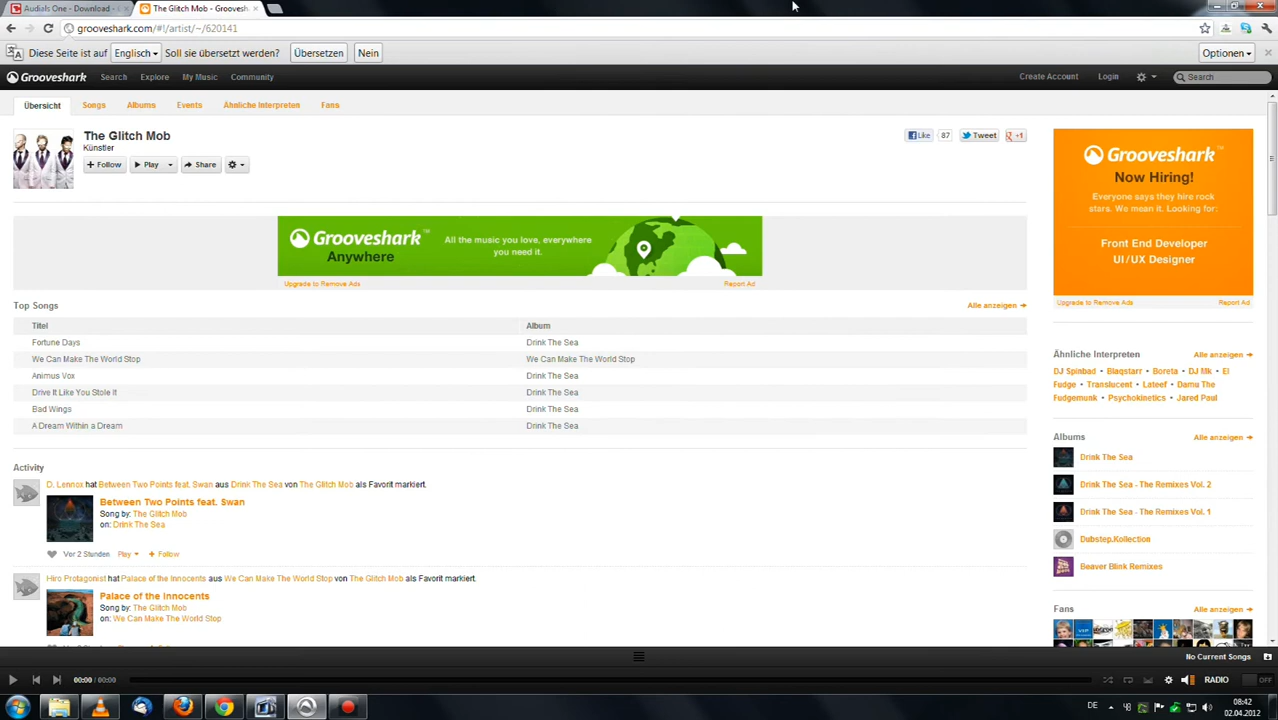 Audials One - Download -
The Glitch Mob - Groovesh
grooveshark.com/#!/artist/~/620141
Diese Seite ist auf Englisch Soll sie übersetzt werden? Übersetzen Nein Optionen
Grooveshark Search Explore My Music Community Create Account Login Search
Übersicht Songs Albums Events Ähnliche Interpreten Fans
The Glitch Mob
Künstler
+ Follow Play Share
Like 87 Tweet +1
Grooveshark™
Anywhere
All the music you love, everywhere
you need it.
Upgrade to Remove Ads Report Ad
Grooveshark™
Now Hiring!
Everyone says they hire rock
stars. We mean it. Looking for:
Front End Developer
UI/UX Designer
Upgrade to Remove Ads Report Ad
Top Songs Alle anzeigen
Titel Album
Fortune Days Drink The Sea
We Can Make The World Stop We Can Make The World Stop
Animus Vox Drink The Sea
Drive It Like You Stole It Drink The Sea
Bad Wings Drink The Sea
A Dream Within a Dream Drink The Sea
Activity
D. Lennox hat Between Two Points feat. Swan aus Drink The Sea von The Glitch Mob als Favorit markiert.
Between Two Points feat. Swan
Song by: The Glitch Mob
on: Drink The Sea
Vor 2 Stunden Play + Follow
Hiro Protagonist hat Palace of the Innocents aus We Can Make The World Stop von The Glitch Mob als Favorit markiert.
Palace of the Innocents
Song by: The Glitch Mob
on: We Can Make The World Stop
Ähnliche Interpreten Alle anzeigen
DJ Spinbad • Blaqstarr • Boreta • DJ Mk • El
Fudge • Translucent • Lateef • Damu The
Fudgemunk • Psychokinetics • Jared Paul
Albums Alle anzeigen
Drink The Sea
Drink The Sea - The Remixes Vol. 2
Drink The Sea - The Remixes Vol. 1
Dubstep.Kollection
Beaver Blink Remixes
Fans Alle anzeigen
No Current Songs
00:00 / 00:00 RADIO OFF
DE 08:42
02.04.2012